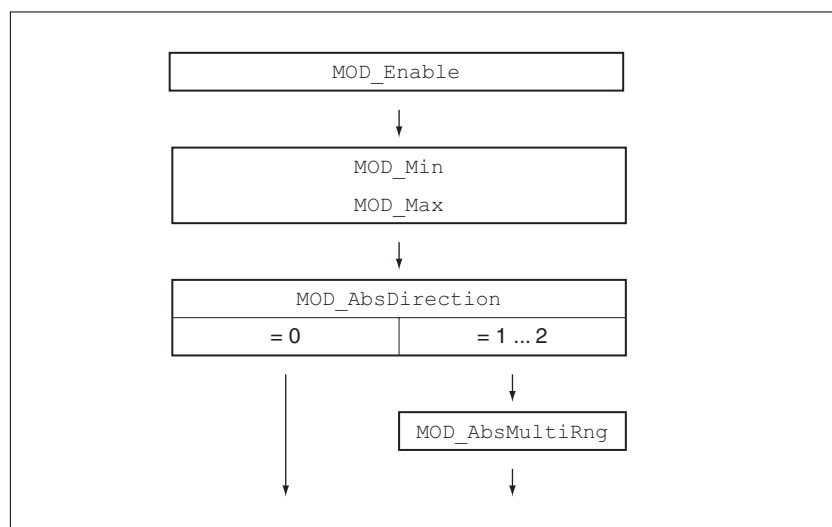 MOD_Enable
MOD_Min
MOD_Max
MOD_AbsDirection
= 0
= 1 ... 2
MOD_AbsMultiRng